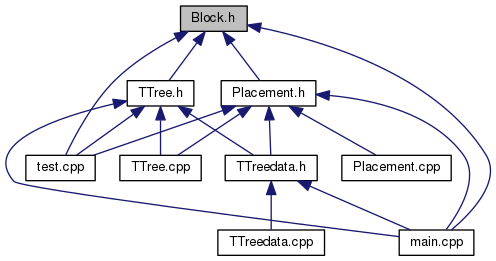 Block.h
TTree.h
Placement.h
test.cpp
TTree.cpp
TTreedata.h
Placement.cpp
TTreedata.cpp
main.cpp